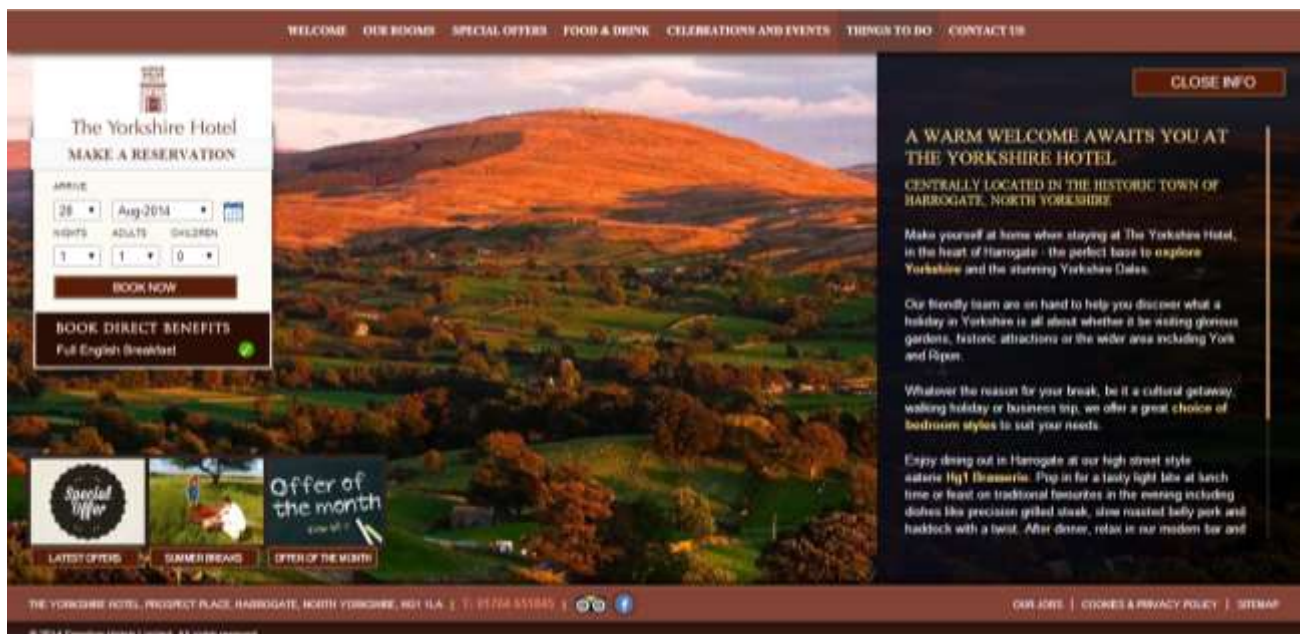 WELCOME OUR ROOMS SPECIAL OFFERS FOOD & DRINK CELEBRATIONS AND EVENTS THINGS TO DO CONTACT US
The Yorkshire Hotel
MAKE A RESERVATION
ARRIVE
28 Aug-2014
NIGHTS ADULTS CHILDREN
1 1 0
BOOK NOW
BOOK DIRECT BENEFITS
Full English Breakfast
Special
Offer
Offer of
the month
LATEST OFFERS SUMMER BREAKS OFFER OF THE MONTH
CLOSE INFO
A WARM WELCOME AWAITS YOU AT
THE YORKSHIRE HOTEL
CENTRALLY LOCATED IN THE HISTORIC TOWN OF
HARROGATE, NORTH YORKSHIRE
Make yourself at home when staying at The Yorkshire Hotel,
in the heart of Harrogate - the perfect base to explore
Yorkshire and the stunning Yorkshire Dales.
Our friendly team are on hand to help you discover what a
holiday in Yorkshire is all about whether it be visiting glorious
gardens, historic attractions or the wider area including York
and Ripon.
Whatever the reason for your break, be it a cultural getaway,
walking holiday or business trip, we offer a great choice of
bedroom styles to suit your needs.
Enjoy dining out in Harrogate at our high street style
eaterie Hg1 Brasserie. Pop in for a tasty light bite at lunch
time or feast on traditional favourites in the evening including
dishes like precision grilled steak, slow roasted belly pork and
haddock with a twist. After dinner, relax in our modern bar and
THE YORKSHIRE HOTEL, PROSPECT PLACE, HARROGATE, NORTH YORKSHIRE, HG1 1LA | T:
OUR JOBS | COOKIES & PRIVACY POLICY | SITEMAP